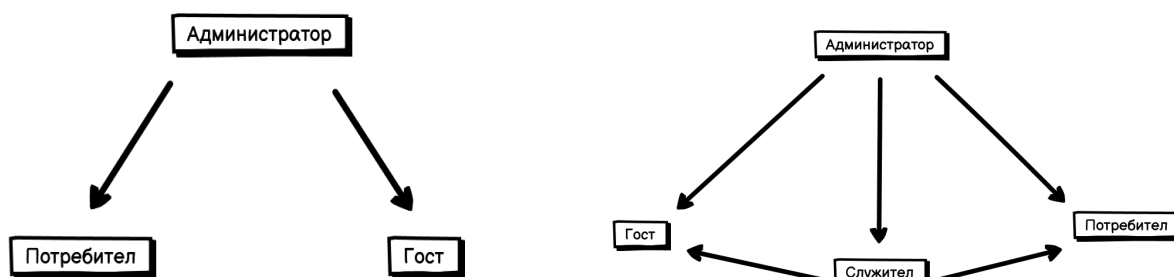 Администратор
Потребител
Гост
Администратор
Гост
Потребител
Служител